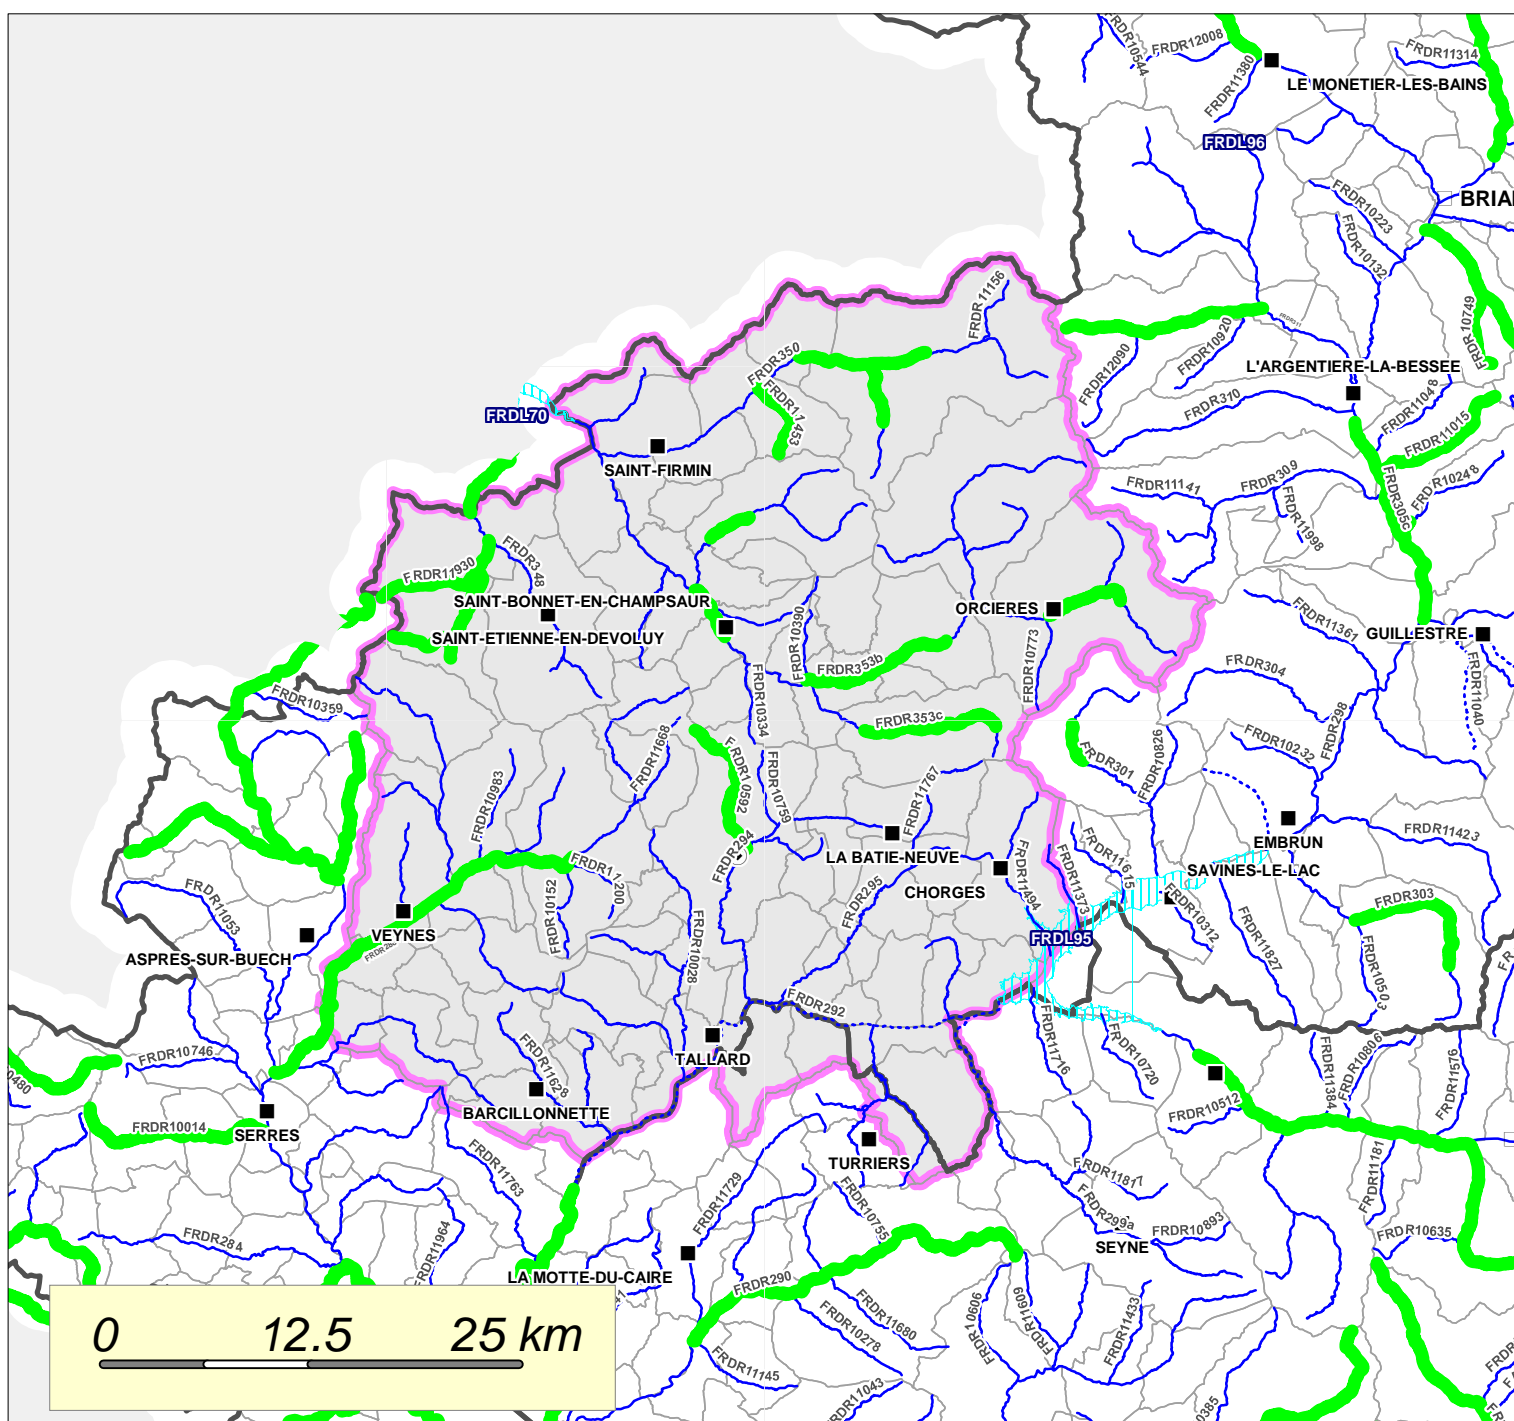 FRDR10544
FRDR12008
FRDR11380
FRDR11314
LE MONETIER-LES-BAINS
FRDL96
FRDR10223
BRIA
FRDR10132
FRDR10749
FRDR11156
FRDR350
FRDR11453
FRDR12090
FRDR10920
L'ARGENTIERE-LA-BESSEE
FRDR310
FRDR11048
FRDR11015
FRDL70
SAINT-FIRMIN
FRDR11141
FRDR309
FRDR11998
FRDR305c
FRDR10248
FRDR11930
FRDR348
SAINT-BONNET-EN-CHAMPSAUR
SAINT-ETIENNE-EN-DEVOLUY
FRDR10390
ORCIERES
FRDR11361
GUILLESTRE
FRDR353b
FRDR10773
FRDR304
FRDR11040
FRDR10359
FRDR10334
FRDR353c
FRDR298
FRDR10232
FRDR10828
FRDR301
FRDR11668
FRDR10592
FRDR10983
FRDR10759
FRDR11767
EMBRUN
FRDR11423
FRDR294
LA BATIE-NEUVE
CHORGES
FRDR11494
FRDR11373
FRDR11615
SAVINES-LE-LAC
FRDR11200
FRDR10152
FRDR295
FRDR11053
VEYNES
ASPRES-SUR-BUECH
FRDL95
FRDR10312
FRDR11827
FRDR303
FRDR10503
FRDR10028
FRDR292
TALLARD
FRDR11716
FRDR10720
FRDR10746
0480
FRDR11628
BARCILLONNETTE
FRDR10512
FRDR11384
FRDR10806
FRDR11576
FRDR10014
SERRES
TURRIERS
FRDR11763
FRDR11729
FRDR10755
FRDR11817
FRDR299a
FRDR10893
SEYNE
FRDR11181
FRDR10635
FRDR284
FRDR11964
LA MOTTE-DU-CAIRE
FRDR290
FRDR11680
FRDR10278
FRDR10606
FRDR11609
FRDR11433
FRDR11145
FRDR11043
0385
0 12.5 25 km